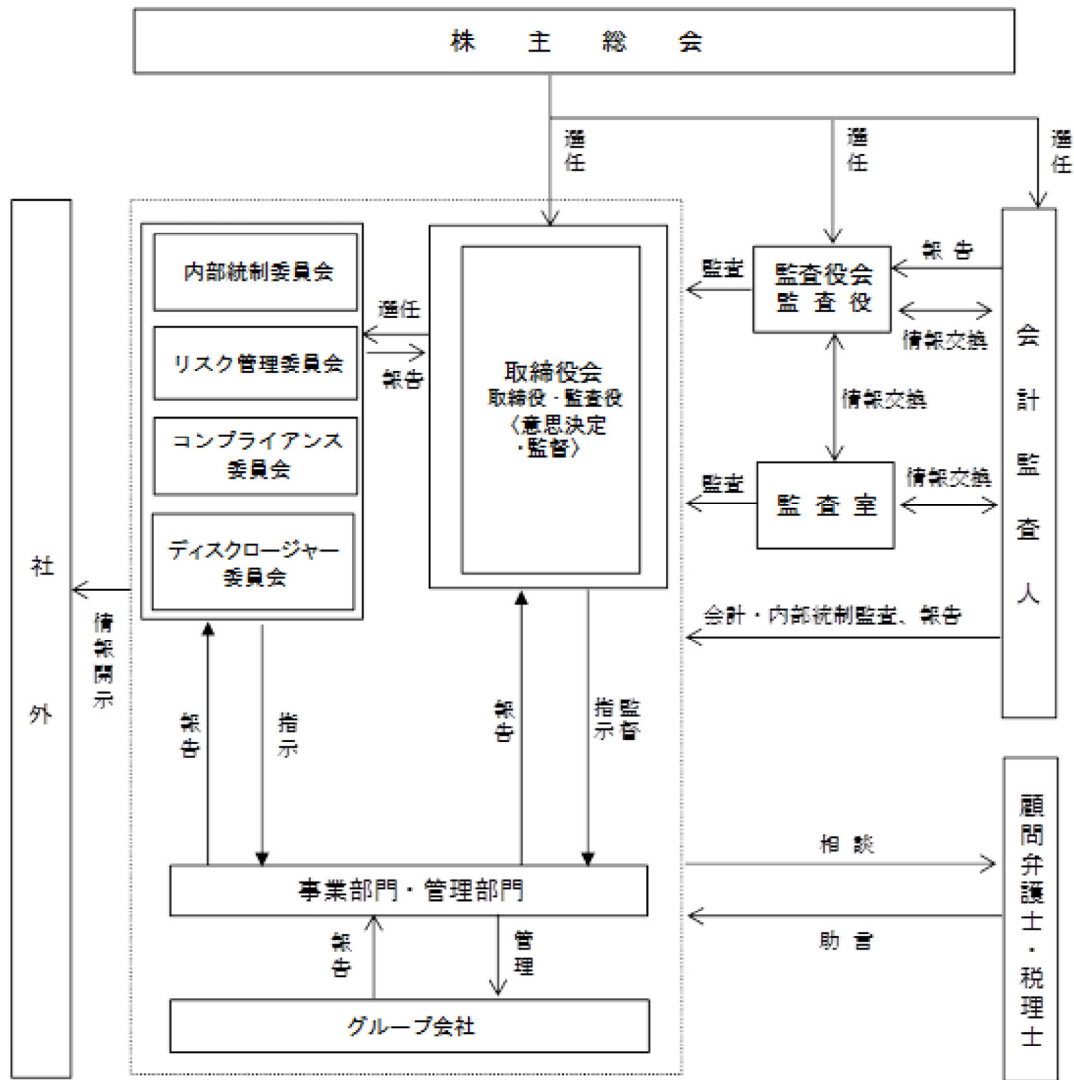 株主総会
選任
選任
選任
社外
情報開示
内部統制委員会
リスク管理委員会
コンプライアンス
委員会
ディスクロージャー
委員会
選任
報告
取締役会
取締役・監査役
〈意思決定
・監督〉
監査
監査役会
監査役
報告
情報交換
情報交換
監査
監査室
情報交換
会計監査人
会計・内部統制監査、報告
報告
指示
報告
指示
監督
事業部門・管理部門
報告
管理
グループ会社
相談
助言
顧問弁護士・税理士